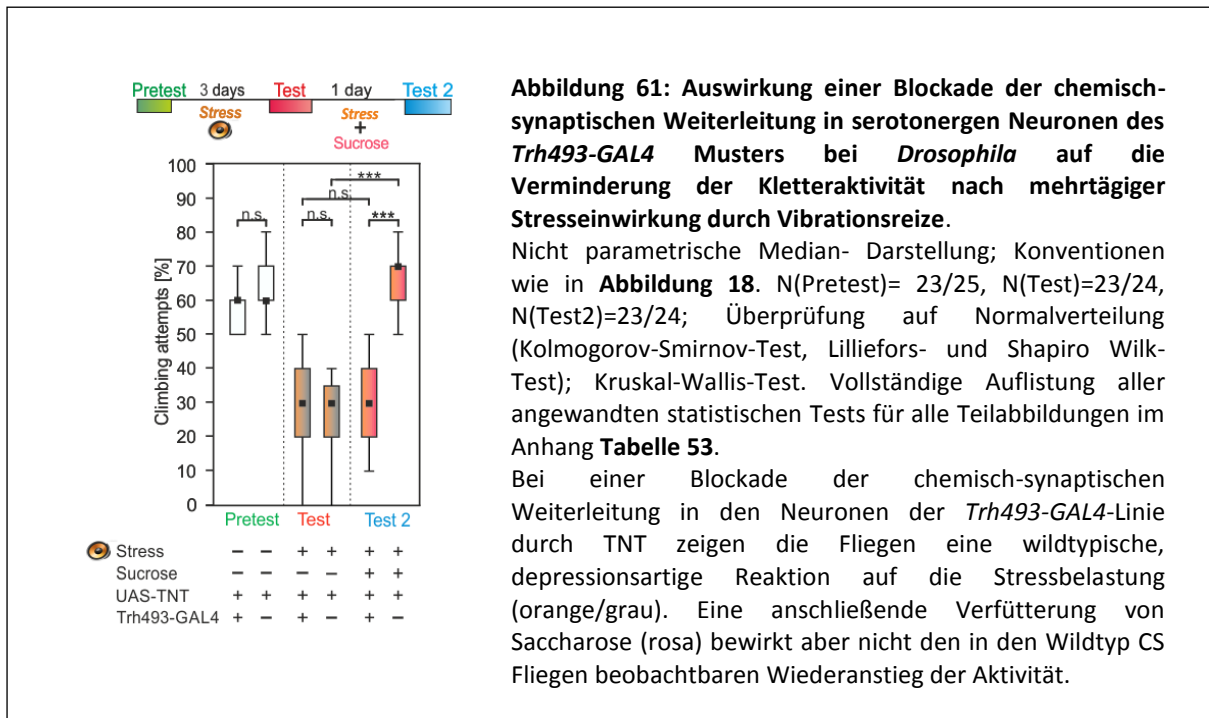 Pretest 3 days Test 1 day Test 2
Stress Stress
+
Sucrose
Climbing attempts [%]
100
90
80
70
60
50
40
30
20
10
0
n.s.
n.s.
n.s.
***
***
Pretest Test Test 2
Stress – – + + + +
Sucrose – – – – + +
UAS-TNT + + + + + +
Trh493-GAL4 + – + – + –
Abbildung 61: Auswirkung einer Blockade der chemisch-
synaptischen Weiterleitung in serotonergen Neuronen des
Trh493-GAL4 Musters bei Drosophila auf die
Verminderung der Kletteraktivität nach mehrtägiger
Stresseinwirkung durch Vibrationsreize.
Nicht parametrische Median- Darstellung; Konventionen
wie in Abbildung 18. N(Pretest)= 23/25, N(Test)=23/24,
N(Test2)=23/24; Überprüfung auf Normalverteilung
(Kolmogorov-Smirnov-Test, Lilliefors- und Shapiro Wilk-
Test); Kruskal-Wallis-Test. Vollständige Auflistung aller
angewandten statistischen Tests für alle Teilabbildungen im
Anhang Tabelle 53.
Bei einer Blockade der chemisch-synaptischen
Weiterleitung in den Neuronen der Trh493-GAL4-Linie
durch TNT zeigen die Fliegen eine wildtypische,
depressionsartige Reaktion auf die Stressbelastung
(orange/grau). Eine anschließende Verfütterung von
Saccharose (rosa) bewirkt aber nicht den in den Wildtyp CS
Fliegen beobachtbaren Wiederanstieg der Aktivität.